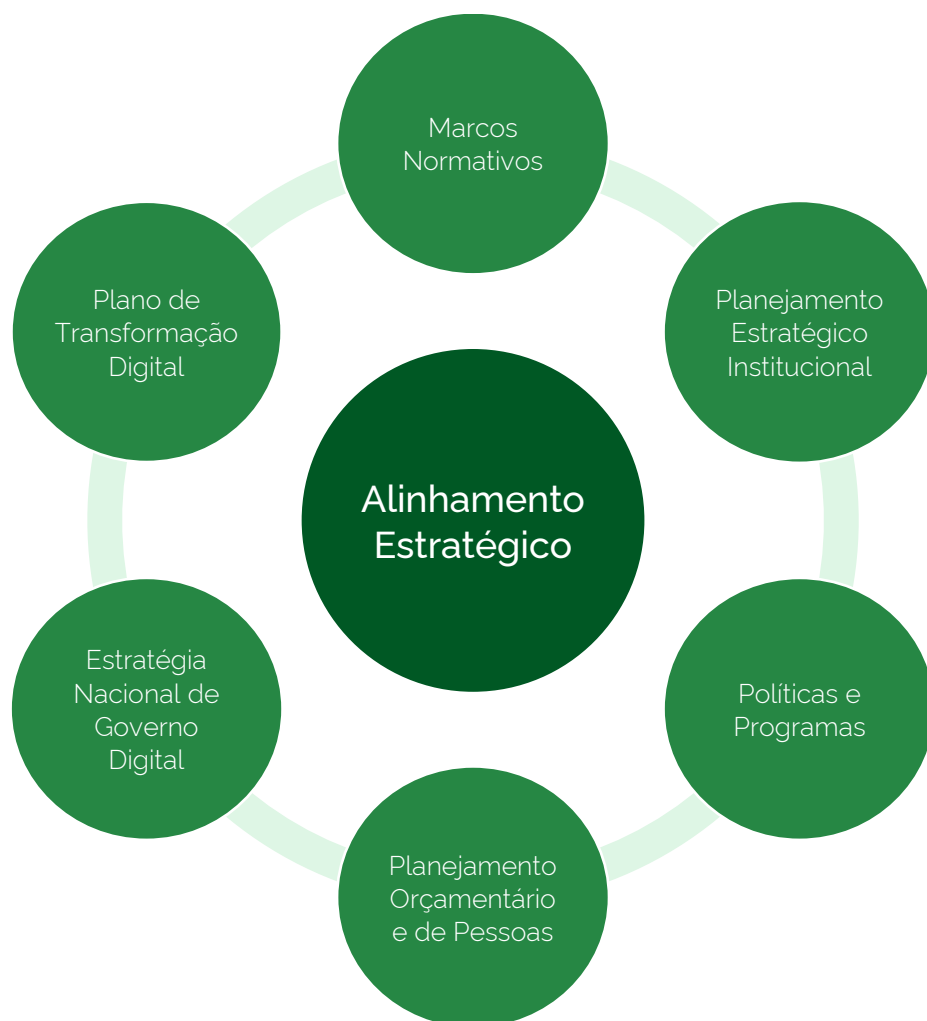 Marcos
Normativos
Plano de
Transformação
Digital
Planejamento
Estratégico
Institucional
Alinhamento
Estratégico
Estratégia
Nacional de
Governo
Digital
Políticas e
Programas
Planejamento
Orçamentário
e de Pessoas